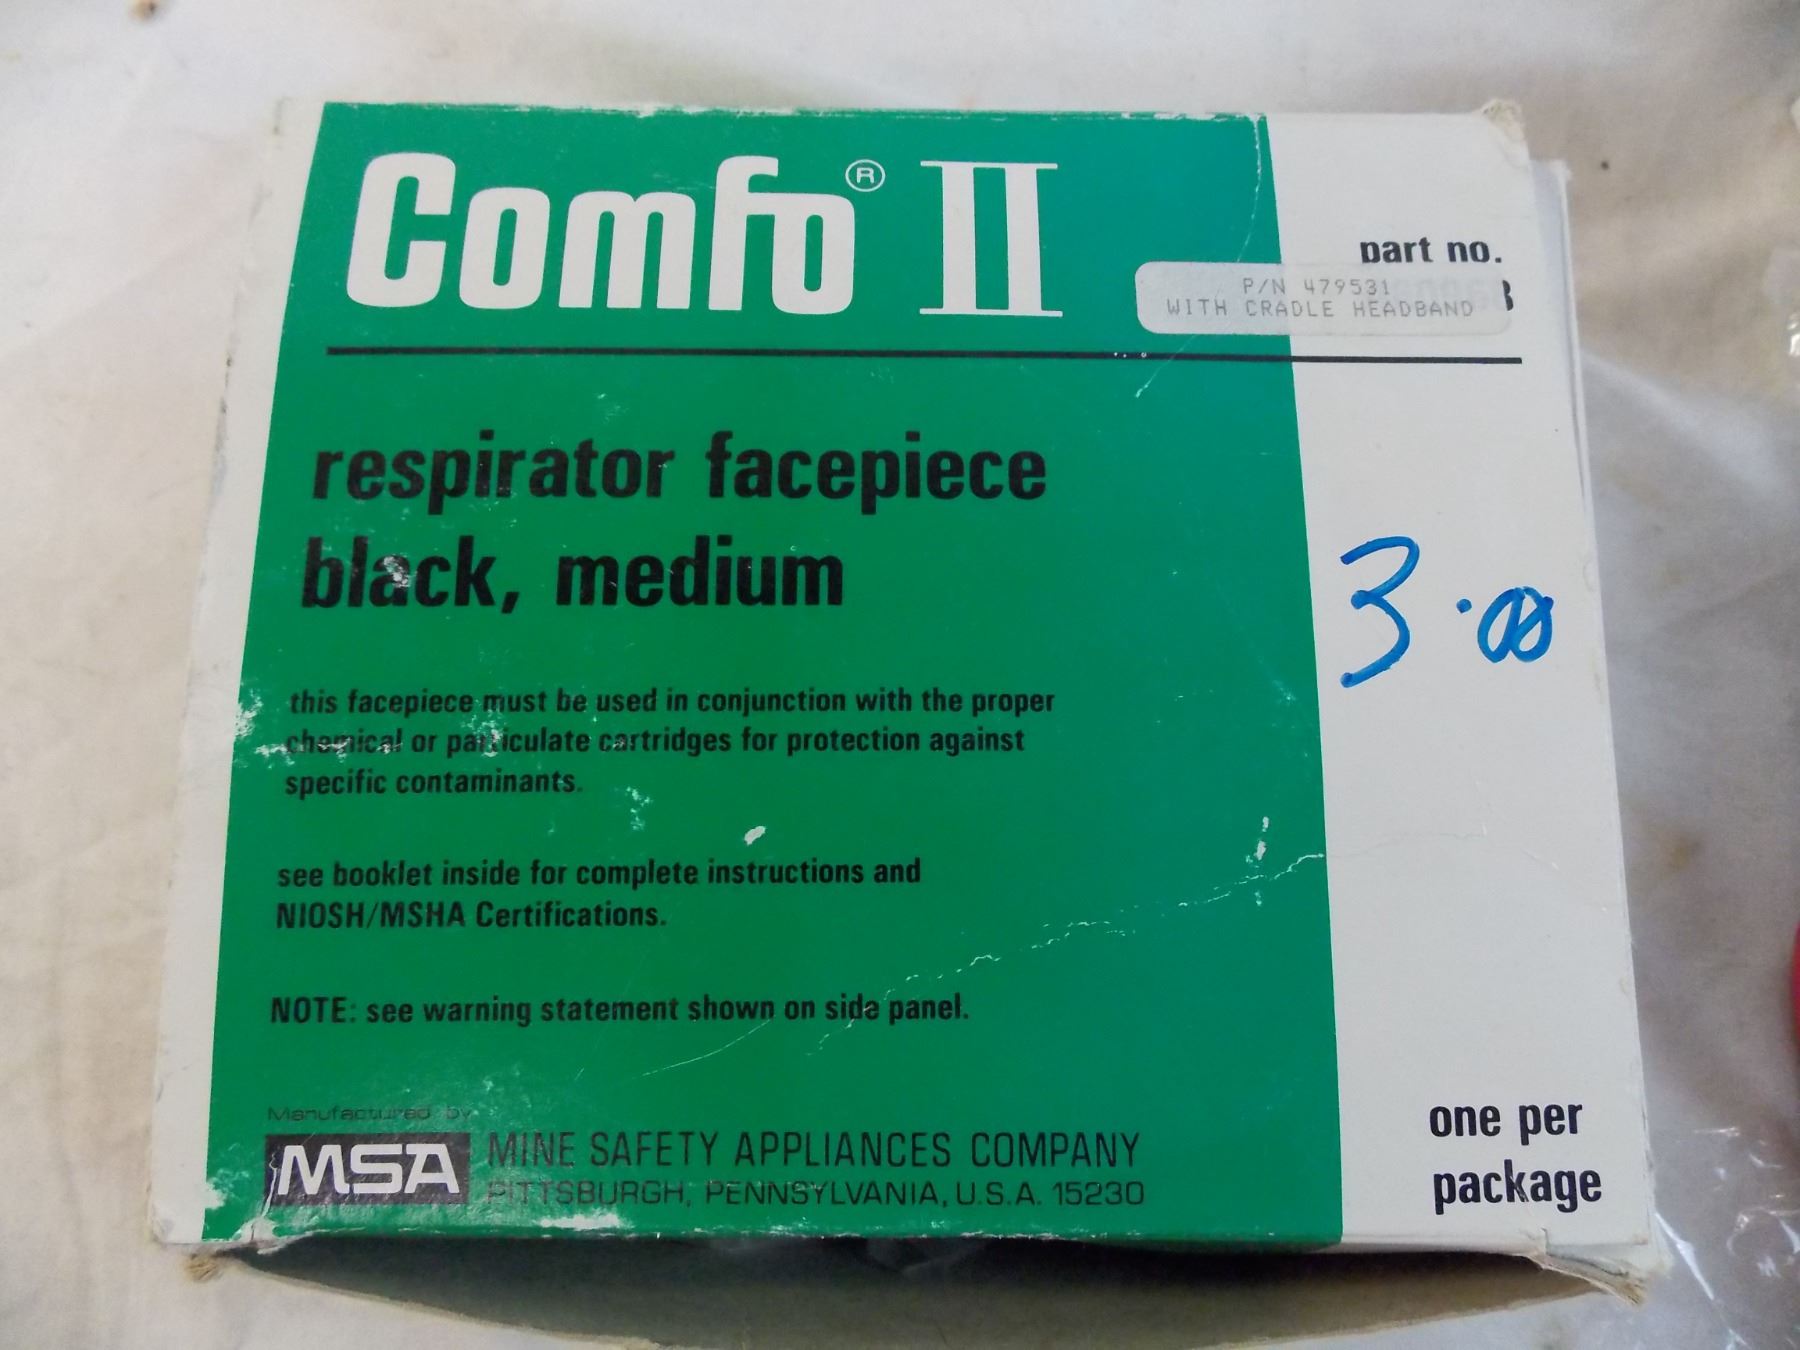 Comfo® II
part no.
P/N 479531
WITH CRADLE HEADBAND
respirator facepiece
black, medium
3.00
this facepiece must be used in conjunction with the proper
chemical or particulate cartridges for protection against
specific contaminants.
see booklet inside for complete instructions and
NIOSH/MSHA Certifications.
NOTE: see warning statement shown on side panel.
Manufactured by
MSA MINE SAFETY APPLIANCES COMPANY
PITTSBURGH, PENNSYLVANIA, U.S.A. 15230
one per
package